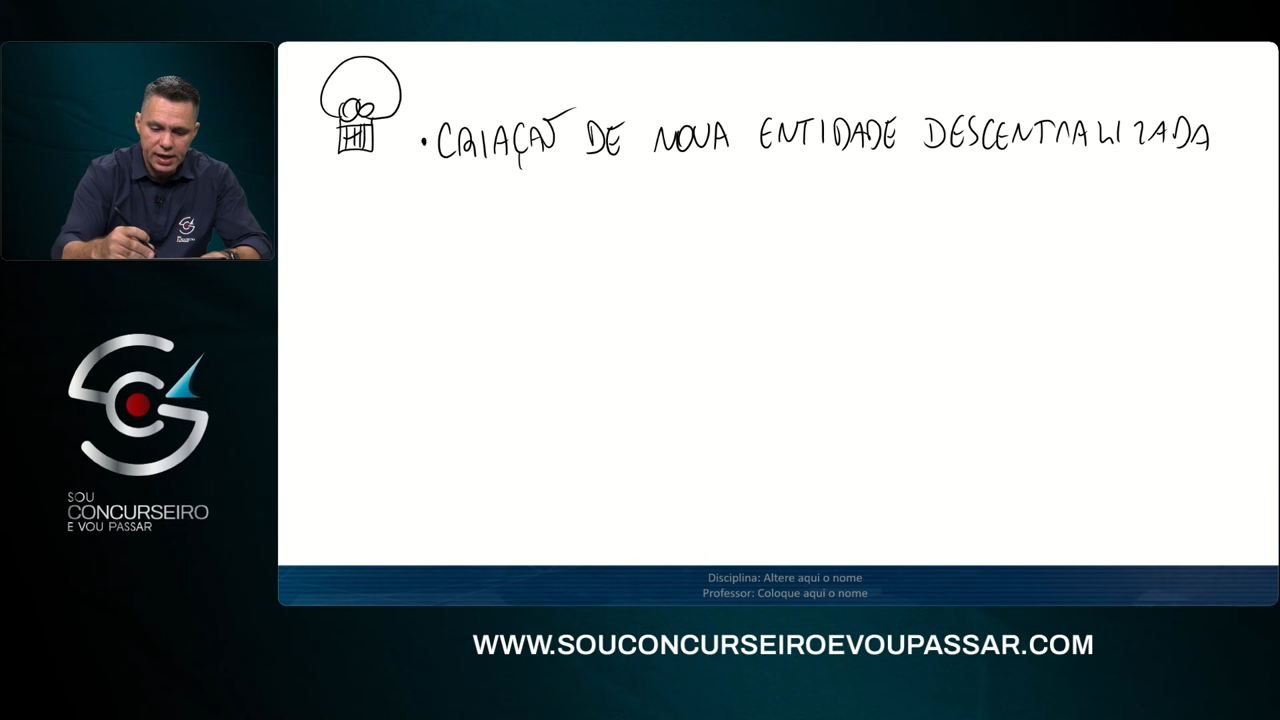 • CRIAÇÃO DE NOVA ENTIDADE DESCENTRALIZADA
SOU
CONCURSEIRO
E VOU PASSAR
Disciplina: Altere aqui o nome
Professor: Coloque aqui o nome
WWW.SOUCONCURSEIROEVOUPASSAR.COM